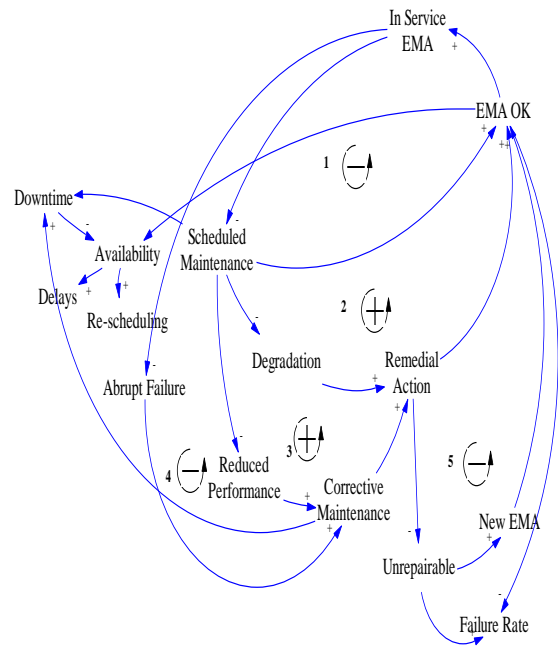 In Service
EMA
+
EMA OK
+
++
1
Downtime
+
-
-
Scheduled
Maintenance
Availability
Delays
+
+
Re-scheduling
2
-
Degradation
Remedial
Action
+
+
-
Abrupt Failure
-
3
4
Reduced
Performance
+
5
Corrective
Maintenance
+
New EMA
+
-
Unrepairable
-
Failure Rate
+